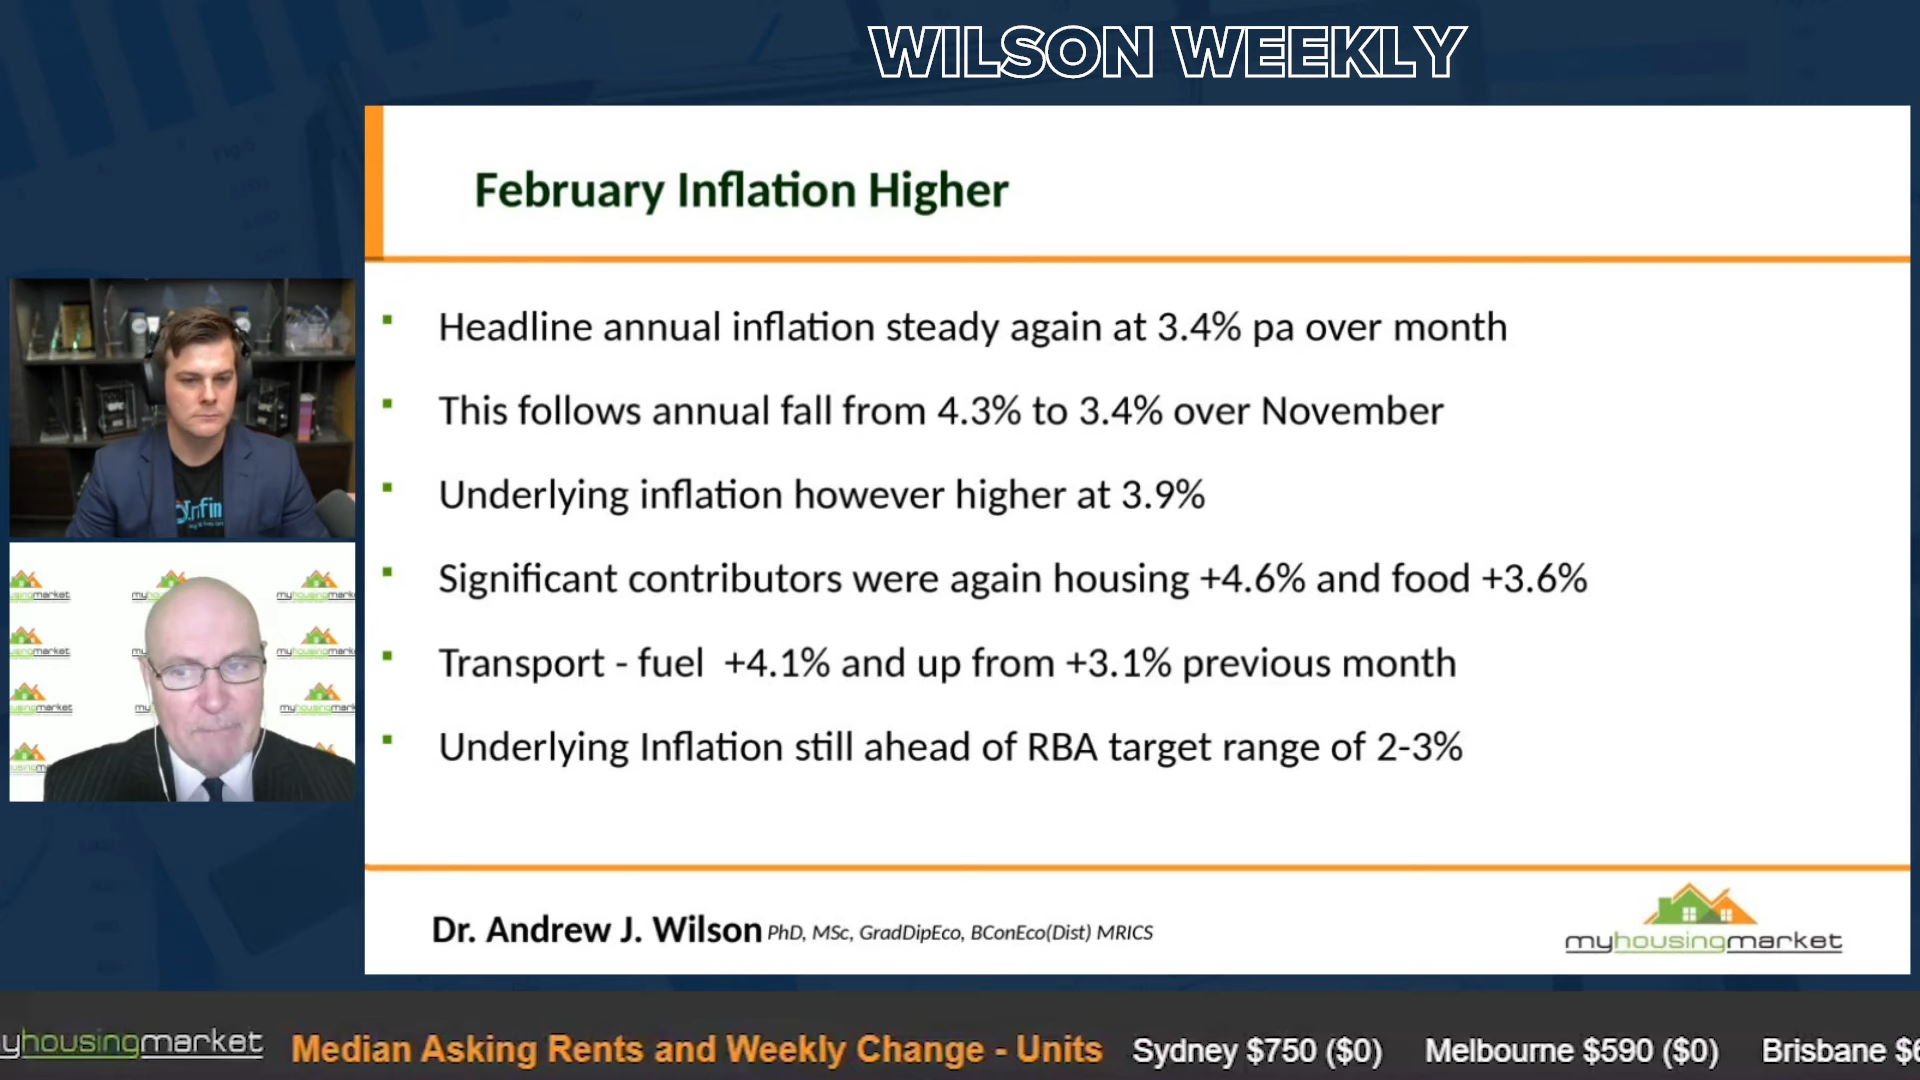 WILSON WEEKLY
February Inflation Higher
Headline annual inflation steady again at 3.4% pa over month
This follows annual fall from 4.3% to 3.4% over November
Underlying inflation however higher at 3.9%
Significant contributors were again housing +4.6% and food +3.6%
Transport - fuel +4.1% and up from +3.1% previous month
Underlying Inflation still ahead of RBA target range of 2-3%
Dr. Andrew J. Wilson PhD, MSc, GradDipEco, BConEco(Dist) MRICS
myhousingmarket
yhousingmarket Median Asking Rents and Weekly Change - Units Sydney $750 ($0) Melbourne $590 ($0) Brisbane $6